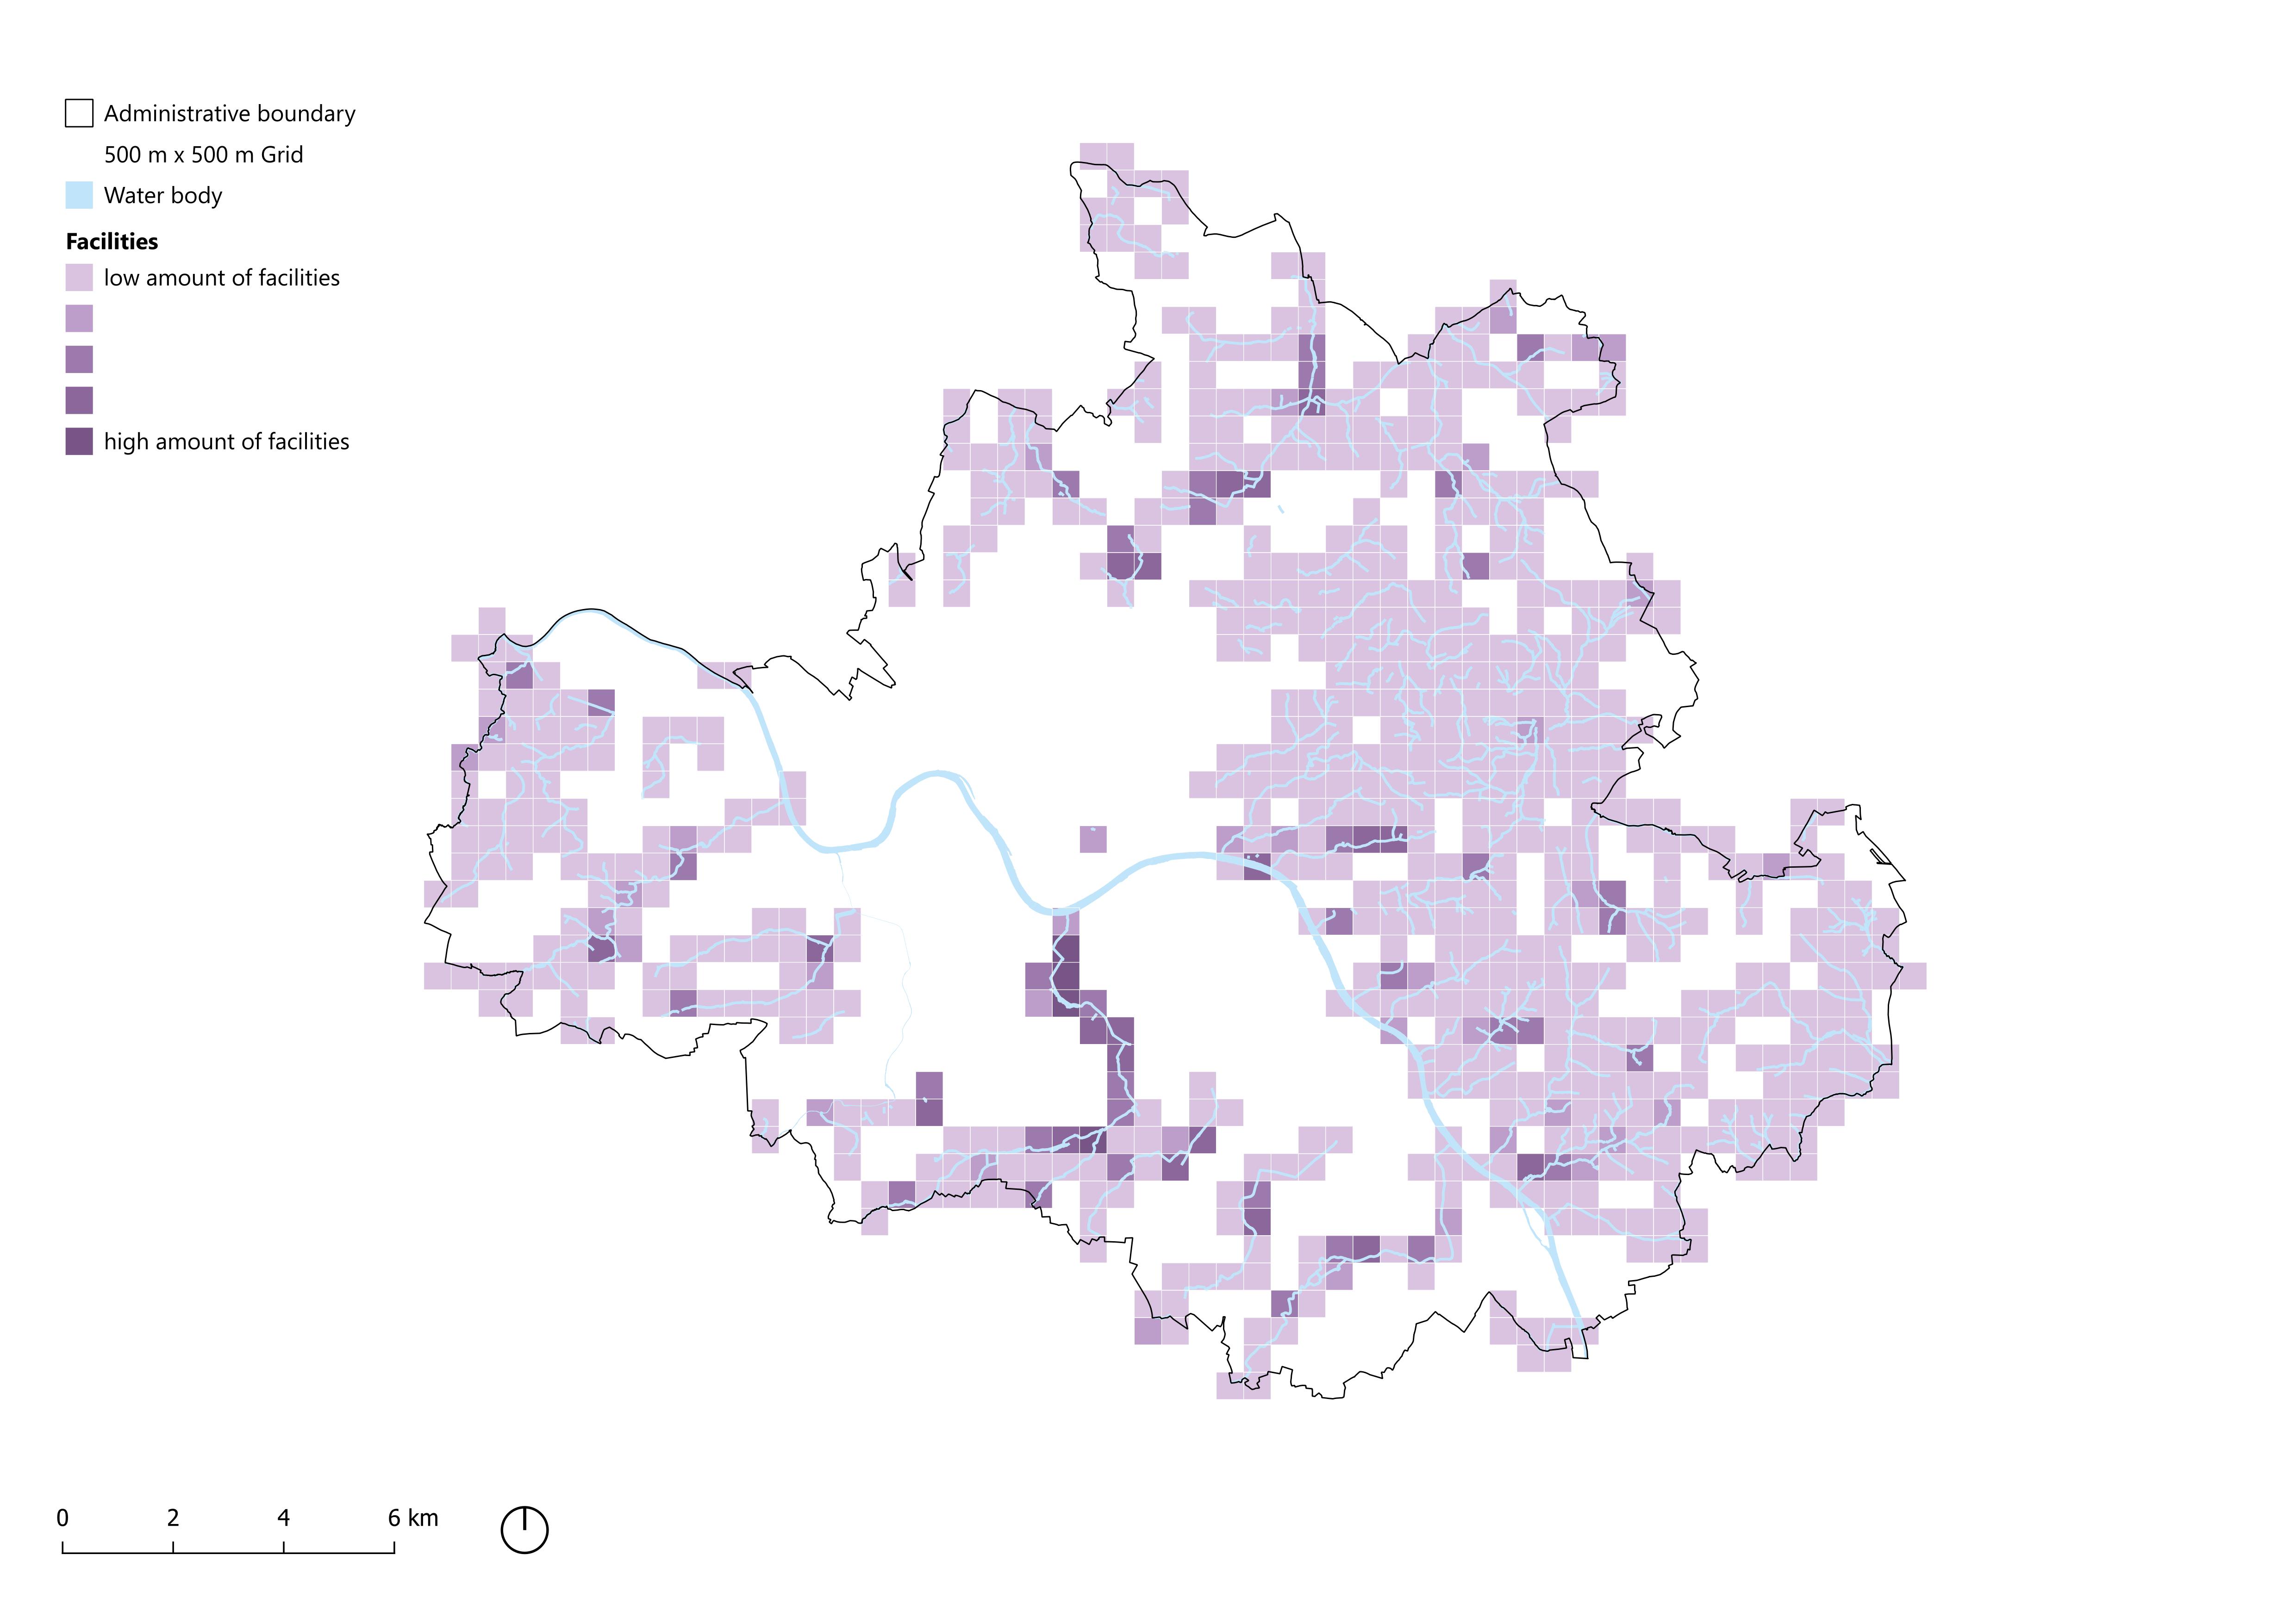 Administrative boundary
500 m x 500 m Grid
Water body
Facilities
low amount of facilities
high amount of facilities
0 2 4 6 km